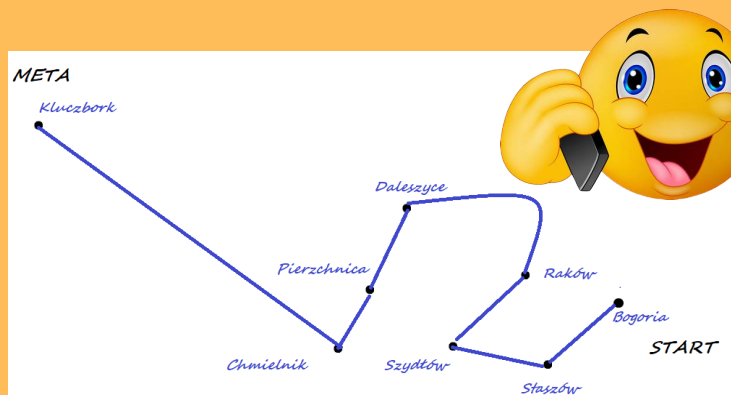 META
Kluczbork
Daleszyce
Pierzchnica
Raków
Bogoria
START
Chmielnik
Szydłów
Staszów